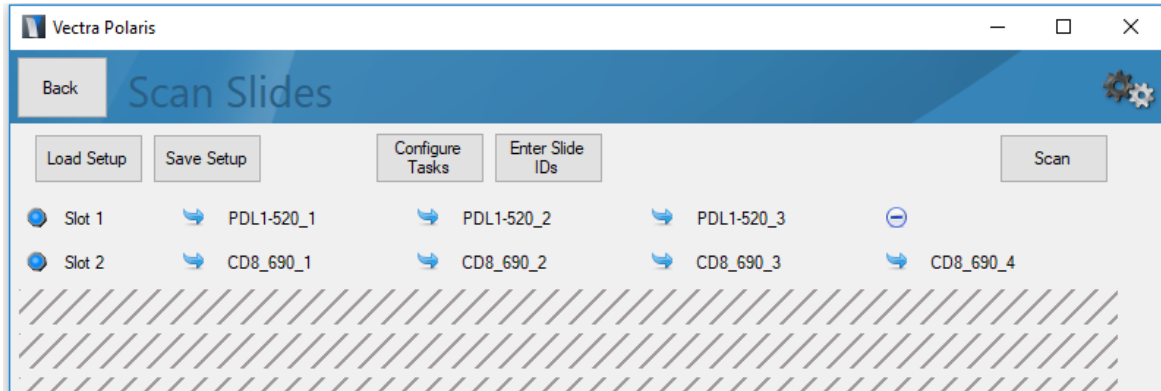 Vectra Polaris
Back Scan Slides
Load Setup Save Setup Configure Tasks Enter Slide IDs Scan
Slot 1 PDL1-520_1 PDL1-520_2 PDL1-520_3
Slot 2 CD8_690_1 CD8_690_2 CD8_690_3 CD8_690_4